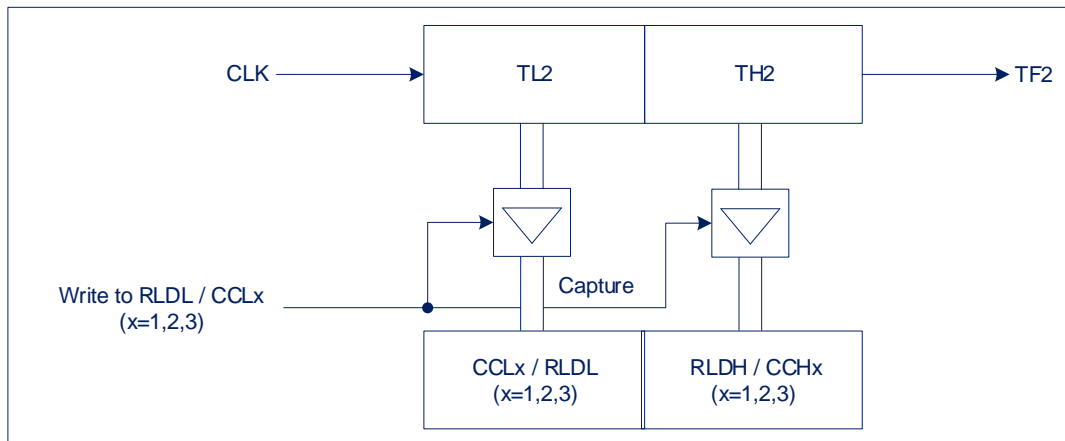 CLK
TL2
TH2
TF2
Capture
Write to RLDL / CCLx
(x=1,2,3)
CCLx / RLDL
(x=1,2,3)
RLDH / CCHx
(x=1,2,3)